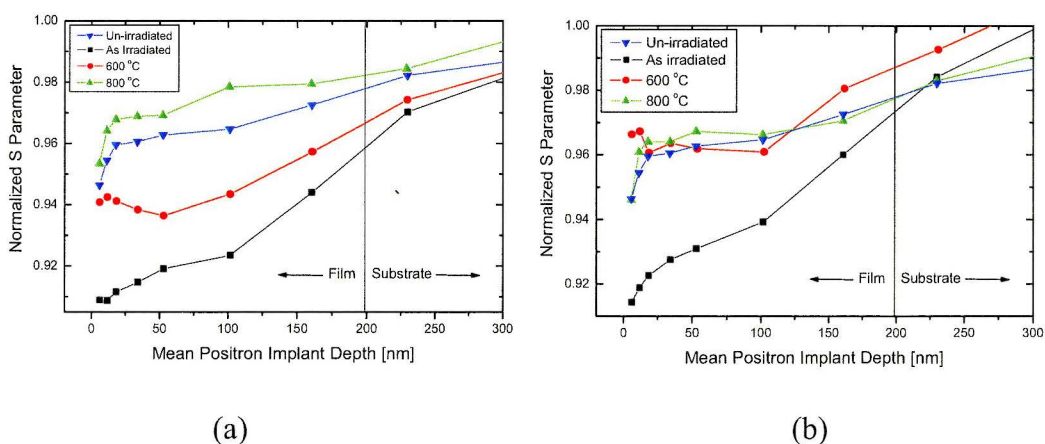 1.00
0.98
0.96
0.94
0.92
Normalized S Parameter
Un-irradiated
As Irradiated
600 °C
800 °C
Film Substrate
0 50 100 150 200 250 300
Mean Positron Implant Depth [nm]
(a)
1.00
0.98
0.96
0.94
0.92
Normalized S Parameter
Un-irradiated
As irradiated
600 °C
800 °C
Film Substrate
0 50 100 150 200 250 300
Mean Positron Implant Depth [nm]
(b)